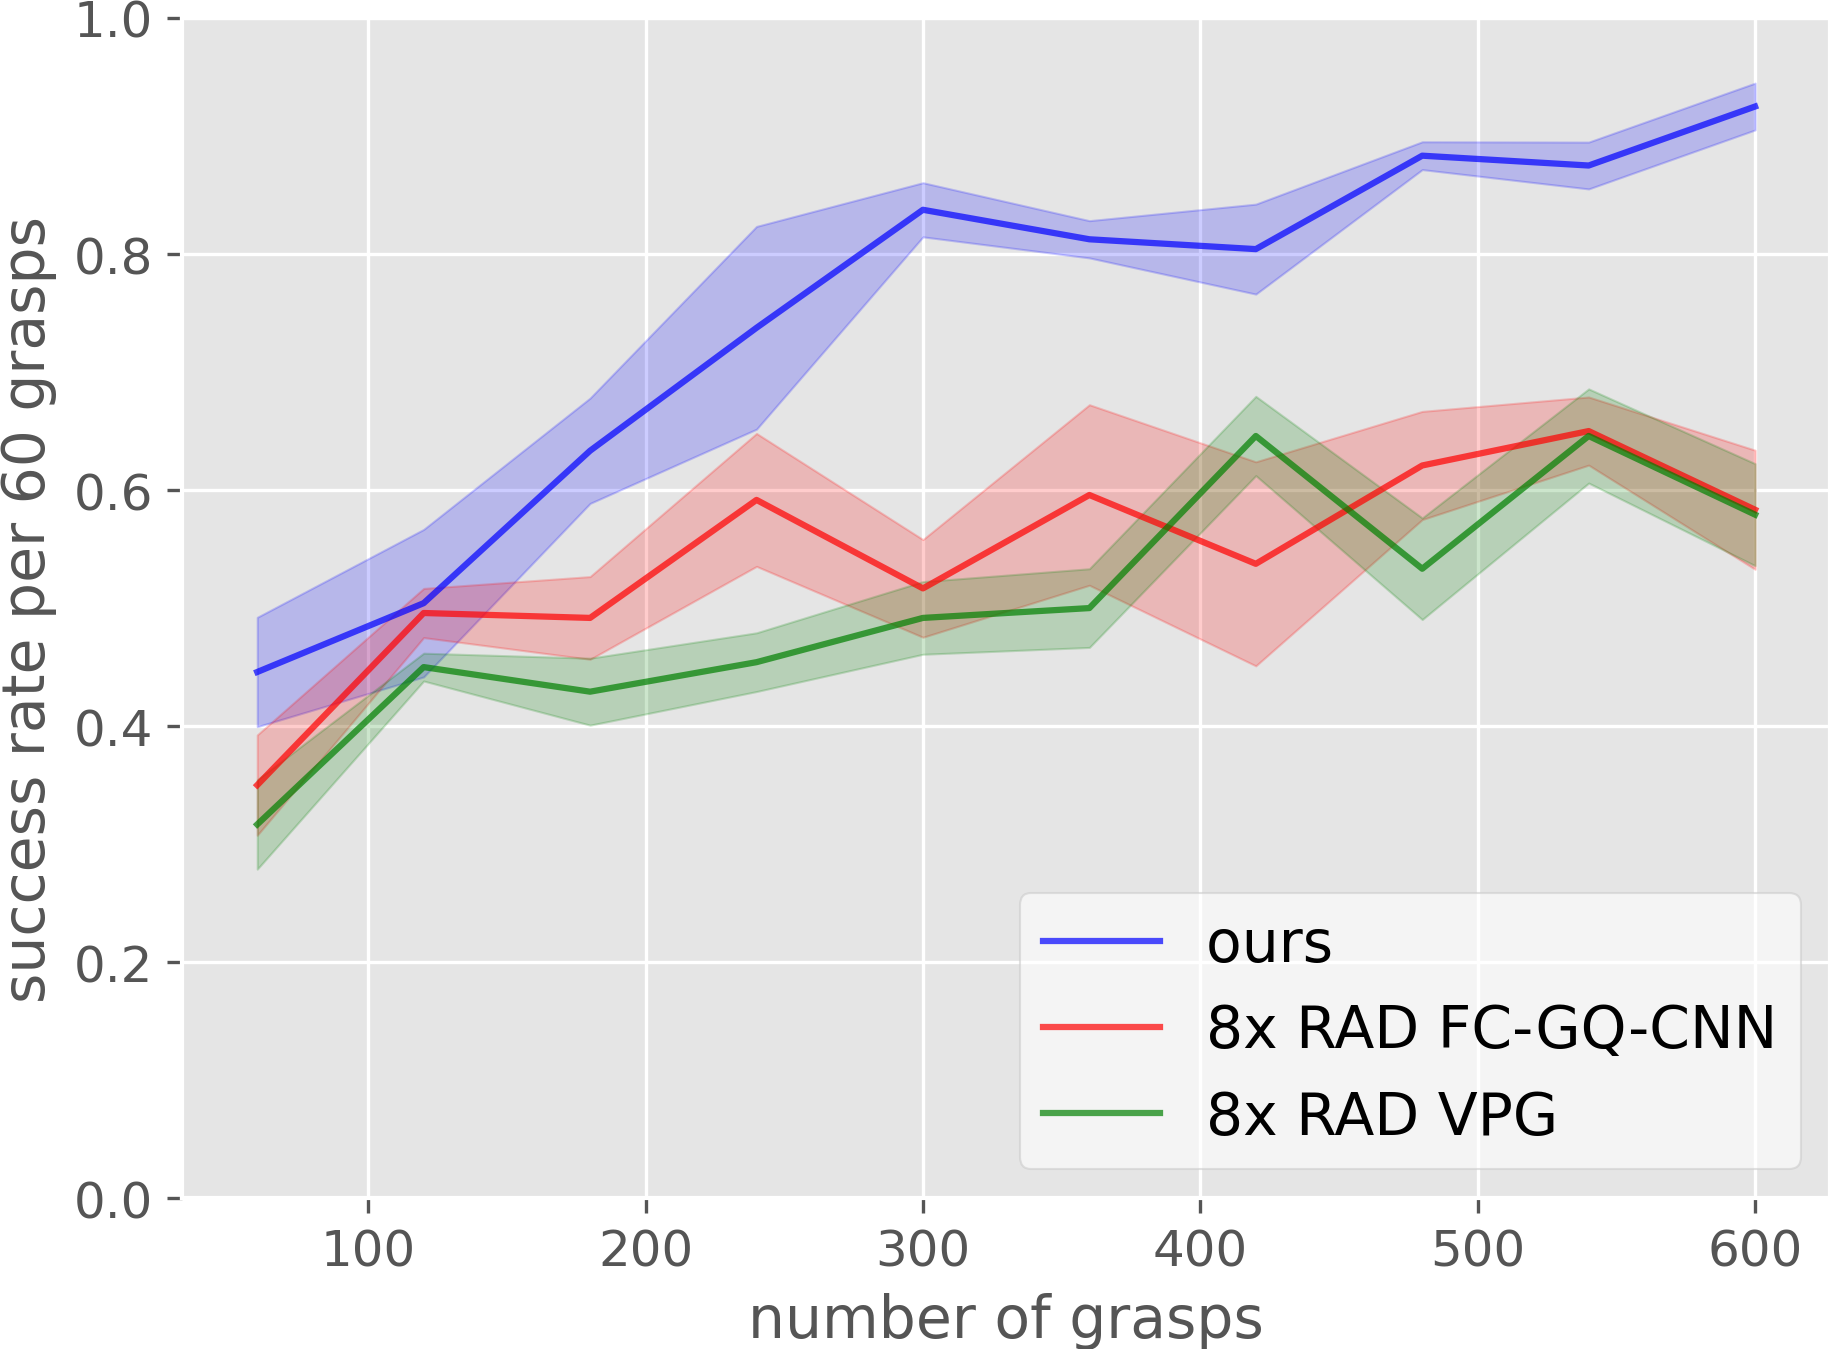 success rate per 60 grasps
1.0
0.8
0.6
0.4
0.2
0.0
100 200 300 400 500 600
number of grasps
ours
8x RAD FC-GQ-CNN
8x RAD VPG